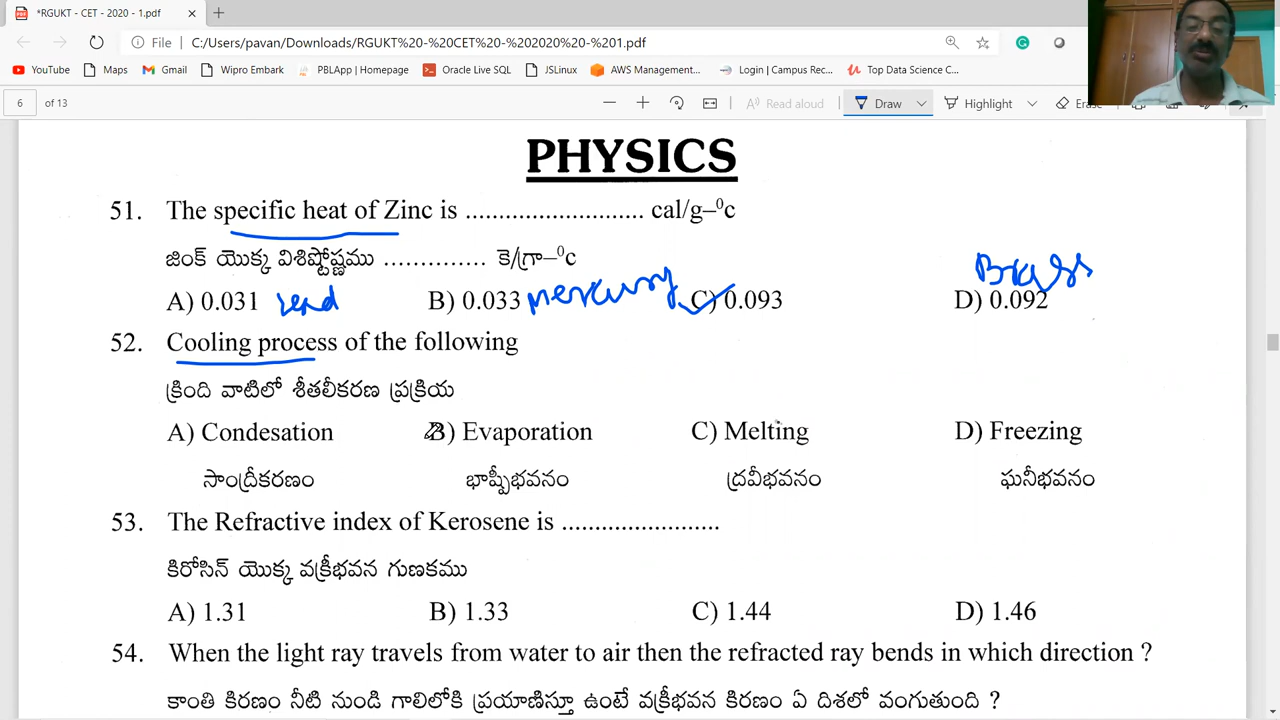 *RGUKT - CET - 2020 - 1.pdf
File C:/Users/pavan/Downloads/RGUKT%20-%20CET%20-%202020%20-%201.pdf
YouTube Maps Gmail Wipro Embark PBLApp | Homepage Oracle Live SQL JSLinux AWS Management... Login | Campus Rec... Top Data Science C...
6 of 13 Read aloud Draw Highlight Erase
PHYSICS
51. The specific heat of Zinc is ........................... cal/g–⁰c
జింక్ యొక్క విశిష్టోష్ణము .............. కె/గ్రా–⁰c
Brass
A) 0.031 lead B) 0.033 mercury C) 0.093 D) 0.092
52. Cooling process of the following
క్రింది వాటిలో శీతలీకరణ ప్రక్రియ
A) Condesation B) Evaporation C) Melting D) Freezing
సాంద్రీకరణం భాష్పీభవనం ద్రవీభవనం ఘనీభవనం
53. The Refractive index of Kerosene is ........................
కిరోసిన్ యొక్క వక్రీభవన గుణకము
A) 1.31 B) 1.33 C) 1.44 D) 1.46
54. When the light ray travels from water to air then the refracted ray bends in which direction ?
కాంతి కిరణం నీటి నుండి గాలిలోకి ప్రయాణిస్తూ ఉంటే వక్రీభవన కిరణం ఏ దిశలో వంగుతుంది ?